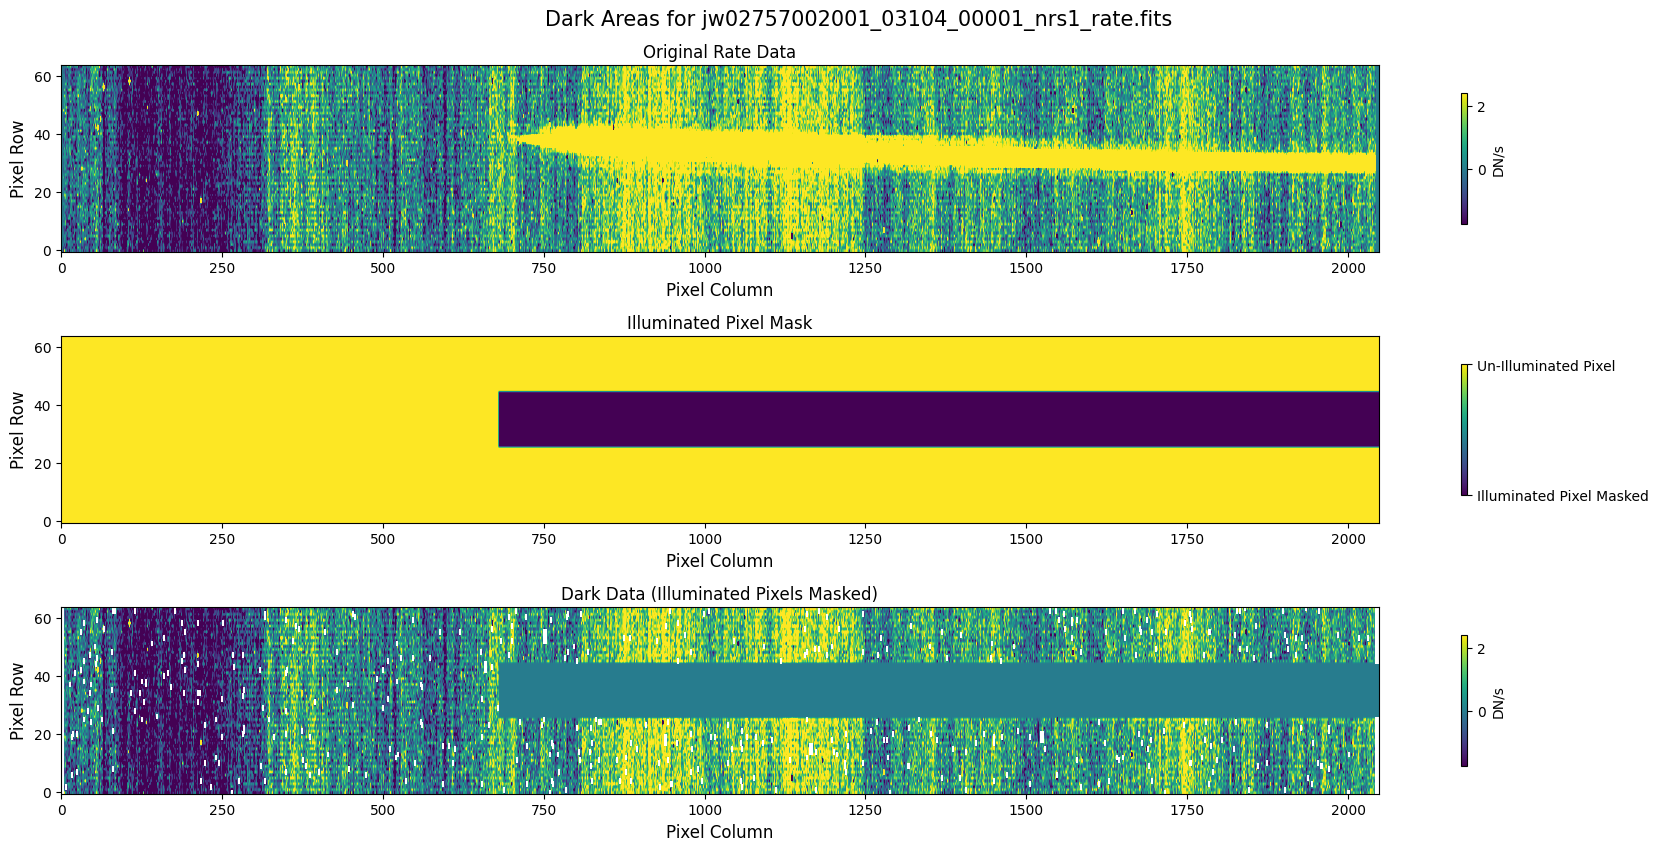 Dark Areas for jw02757002001_03104_00001_nrs1_rate.fits
Original Rate Data
Pixel Row
60
40
20
0
0 250 500 750 1000 1250 1500 1750 2000
Pixel Column
2
0
DN/s
Illuminated Pixel Mask
Pixel Row
60
40
20
0
0 250 500 750 1000 1250 1500 1750 2000
Pixel Column
Un-Illuminated Pixel
Illuminated Pixel Masked
Dark Data (Illuminated Pixels Masked)
Pixel Row
60
40
20
0
0 250 500 750 1000 1250 1500 1750 2000
Pixel Column
2
0
DN/s